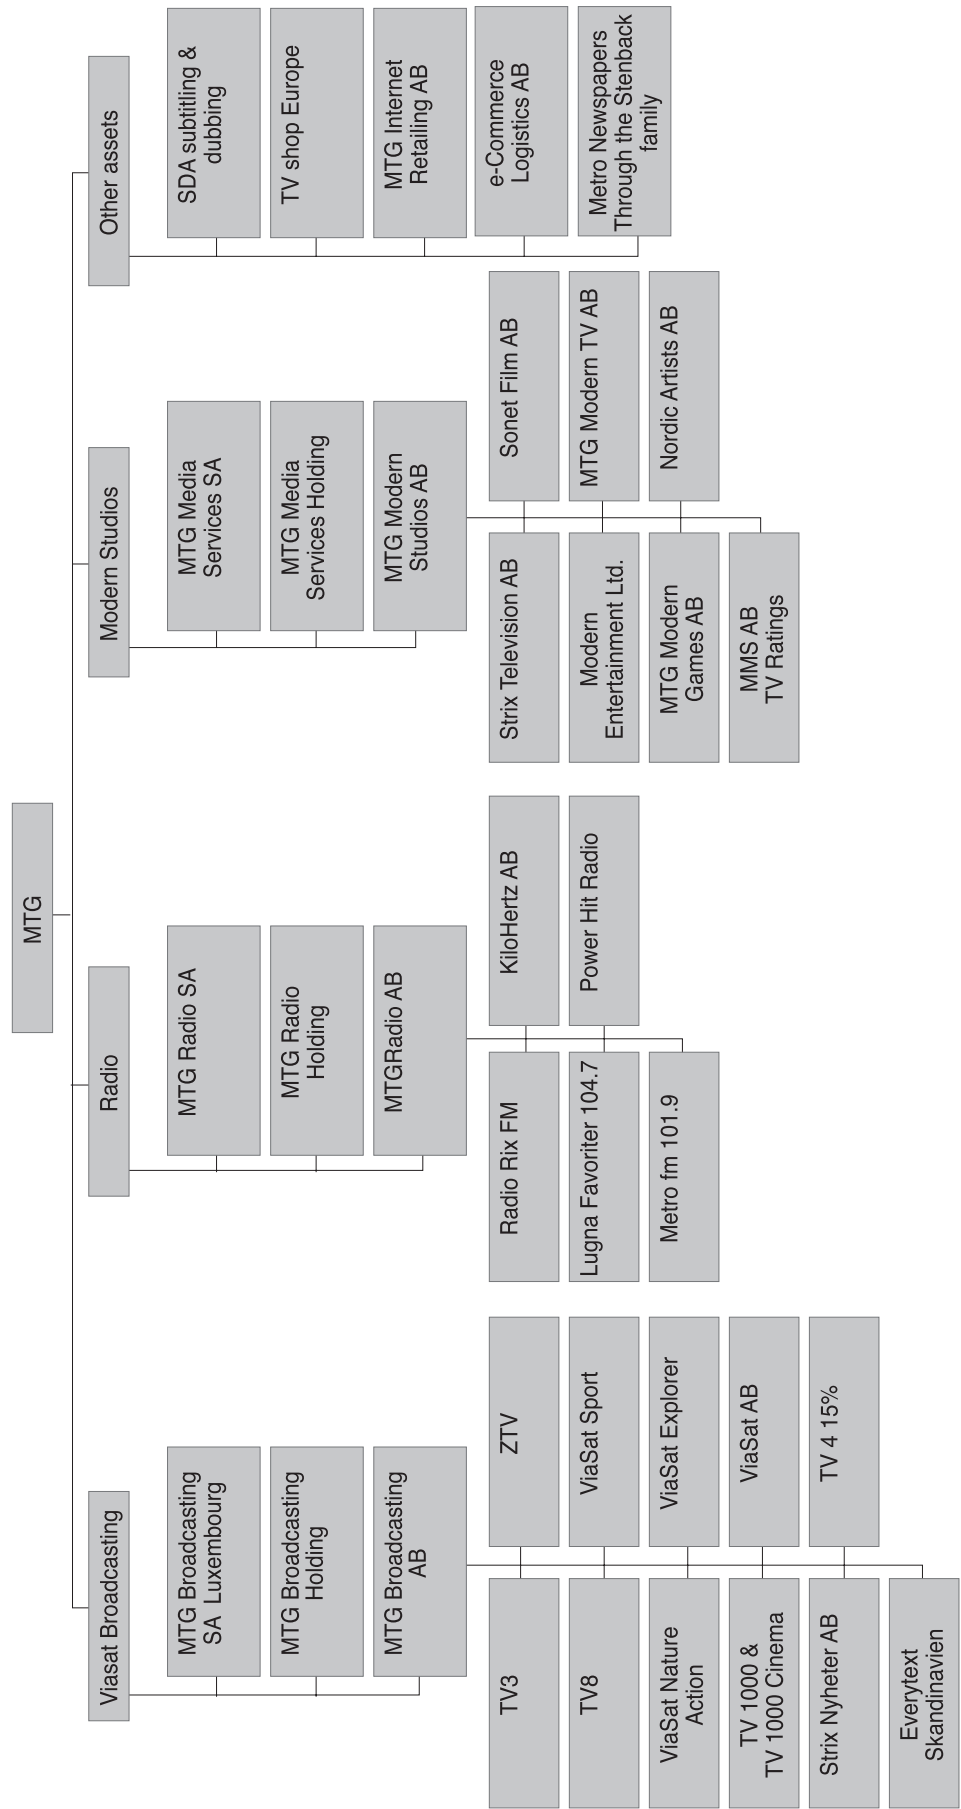 MTG
Viasat Broadcasting
MTG Broadcasting
SA Luxembourg
MTG Broadcasting
Holding
MTG Broadcasting
AB
TV3
ZTV
TV8
ViaSat Sport
ViaSat Nature
Action
ViaSat Explorer
TV 1000 &
TV 1000 Cinema
ViaSat AB
Strix Nyheter AB
TV 4 15%
Everytext
Skandinavien
Radio
MTG Radio SA
MTG Radio
Holding
MTGRadio AB
Radio Rix FM
KiloHertz AB
Lugna Favoriter 104.7
Power Hit Radio
Metro fm 101.9
Modern Studios
MTG Media
Services SA
MTG Media
Services Holding
MTG Modern
Studios AB
Strix Television AB
Sonet Film AB
Modern
Entertainment Ltd.
MTG Modern TV AB
MTG Modern
Games AB
Nordic Artists AB
MMS AB
TV Ratings
Other assets
SDA subtitling &
dubbing
TV shop Europe
MTG Internet
Retailing AB
e-Commerce
Logistics AB
Metro Newspapers
Through the Stenback
family